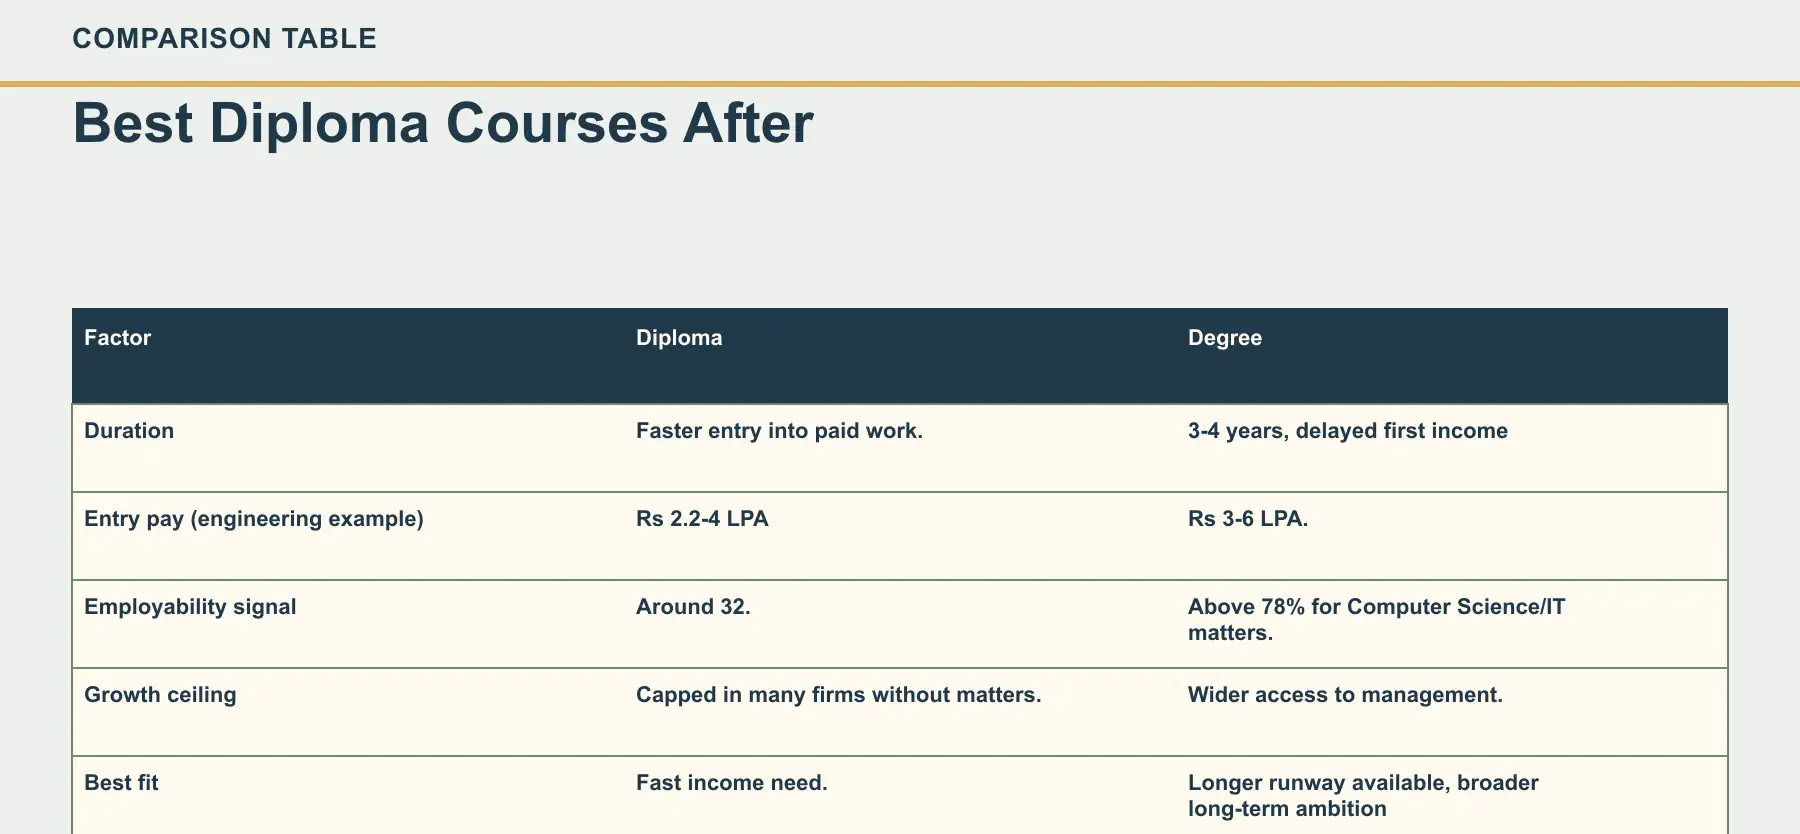 COMPARISON TABLE
Best Diploma Courses After
Factor Diploma Degree
Duration Faster entry into paid work. 3-4 years, delayed first income
Entry pay (engineering example) Rs 2.2-4 LPA Rs 3-6 LPA.
Employability signal Around 32. Above 78% for Computer Science/IT
matters.
Growth ceiling Capped in many firms without matters. Wider access to management.
Best fit Fast income need. Longer runway available, broader
long-term ambition